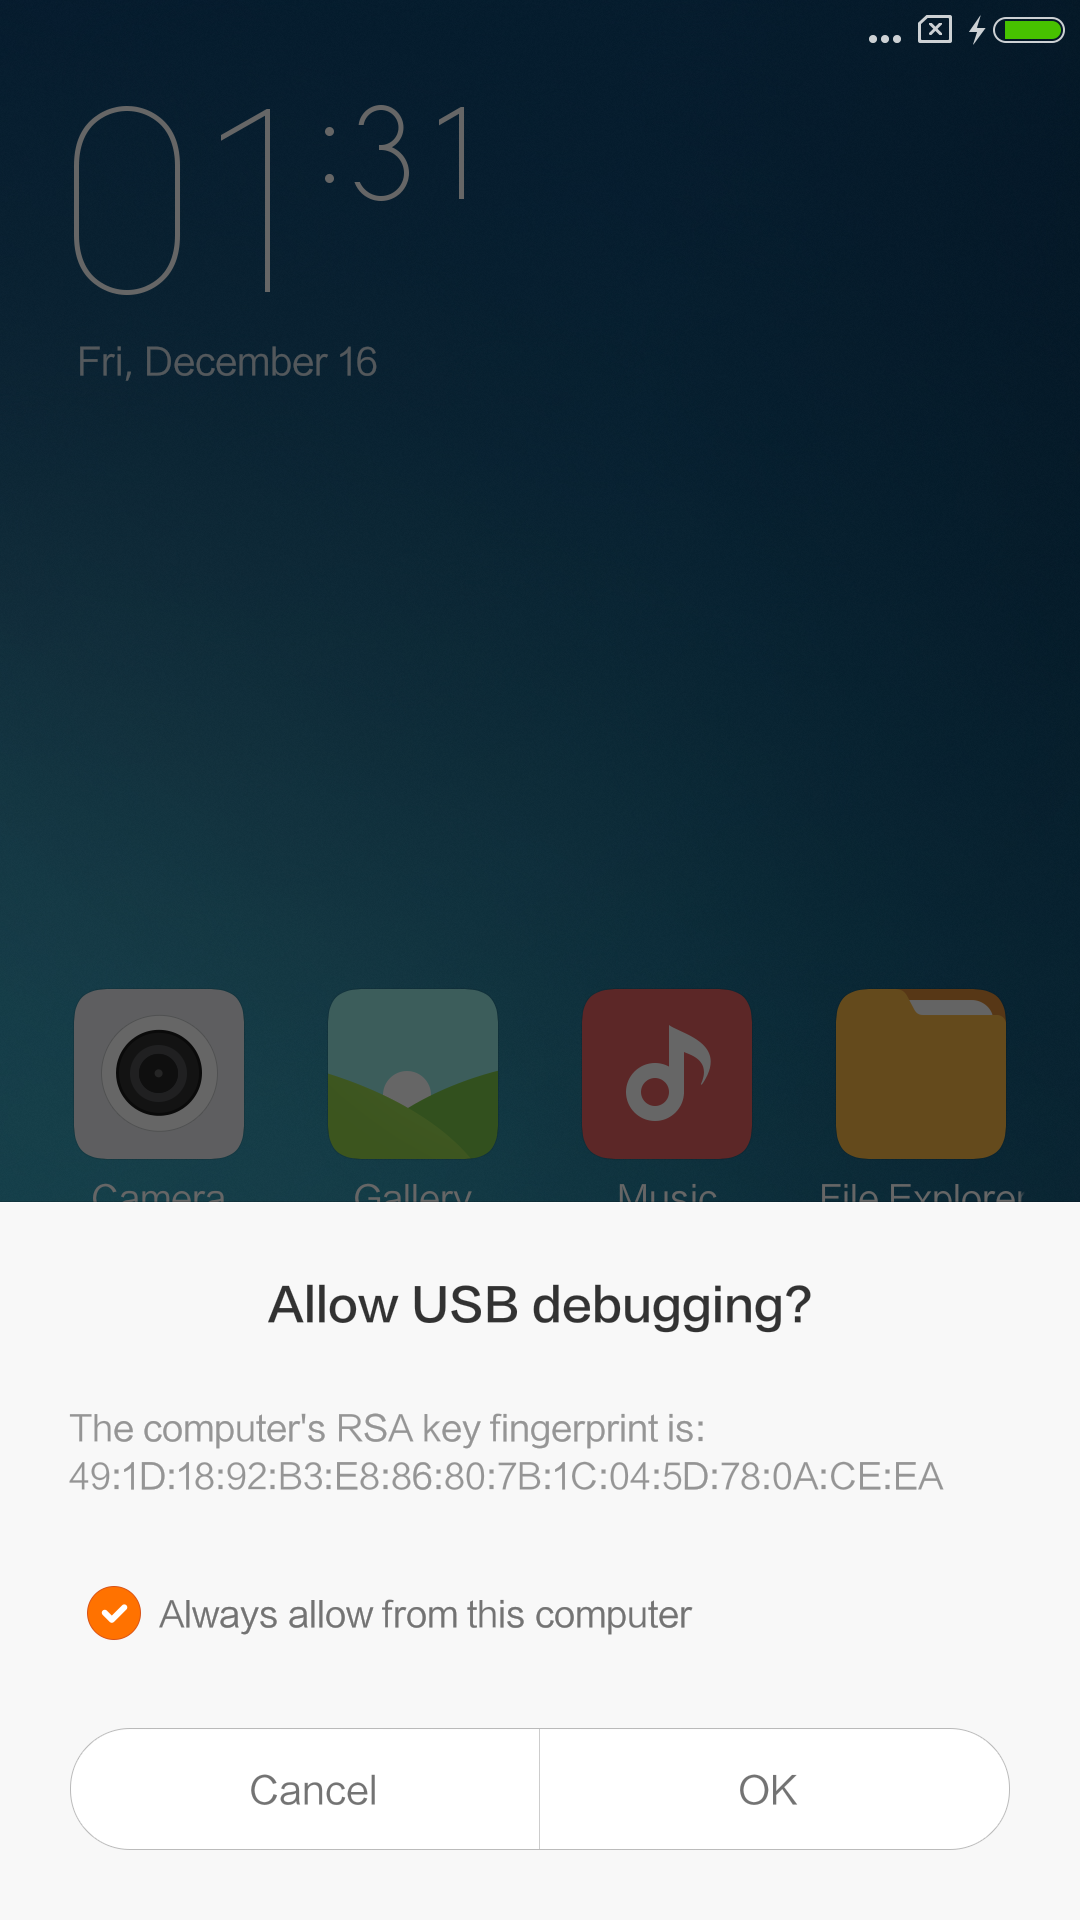 01:31
Fri, December 16
Camera Gallery Music File Explorer
Allow USB debugging?
The computer's RSA key fingerprint is:
49:1D:18:92:B3:E8:86:80:7B:1C:04:5D:78:0A:CE:EA
Always allow from this computer
Cancel OK